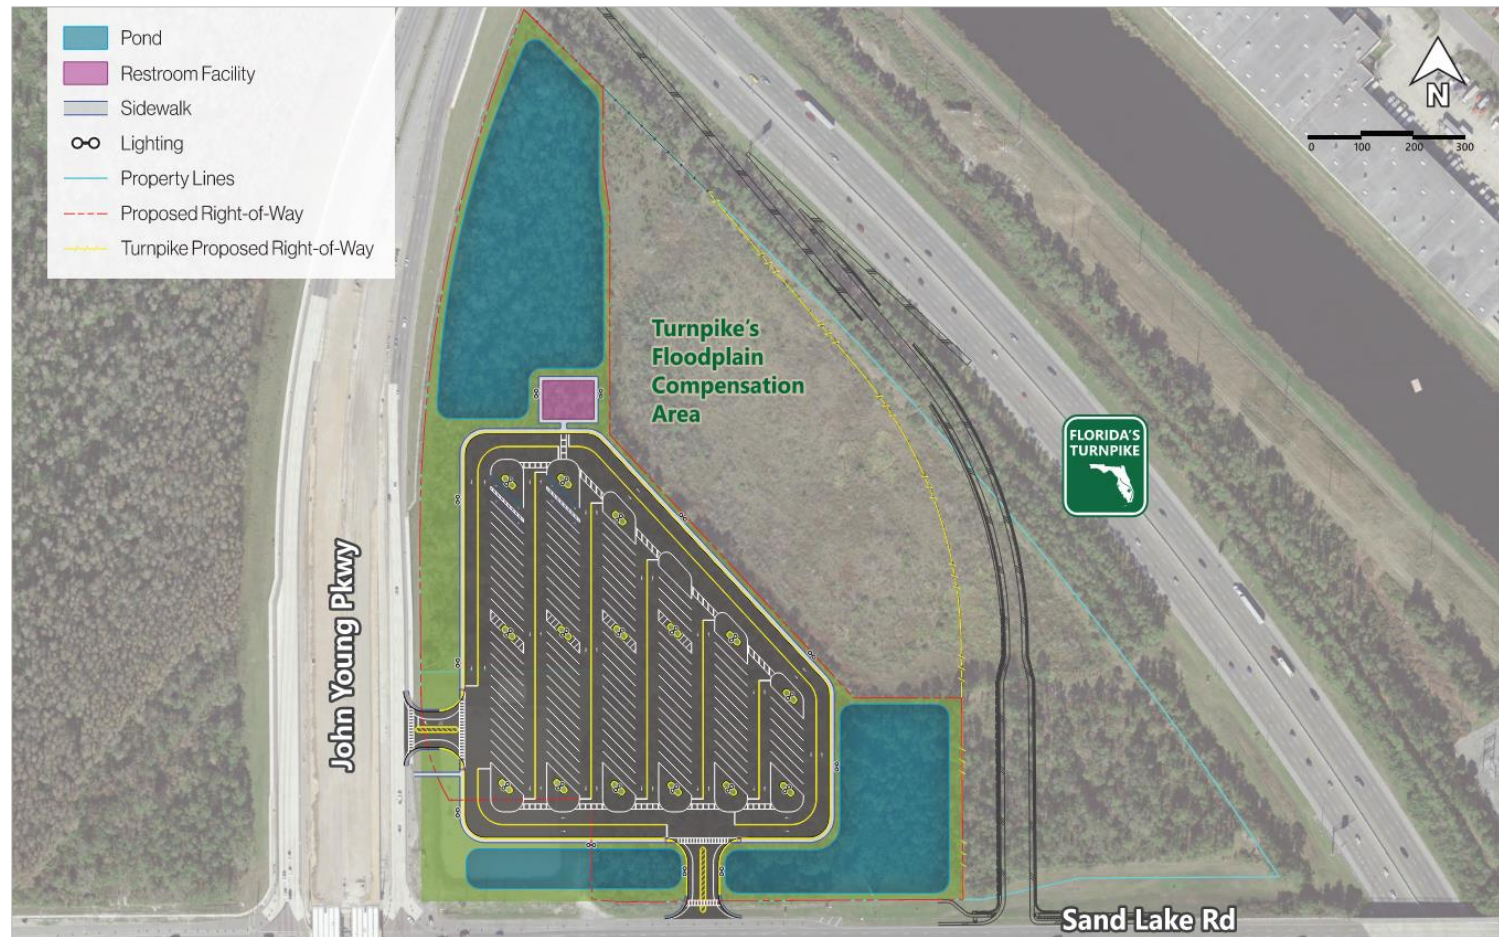 Pond
Restroom Facility
Sidewalk
Lighting
Property Lines
Proposed Right-of-Way
Turnpike Proposed Right-of-Way
N
0 100 200 300
Turnpike's
Floodplain
Compensation
Area
FLORIDA'S
TURNPIKE
John Young Pkwy
Sand Lake Rd